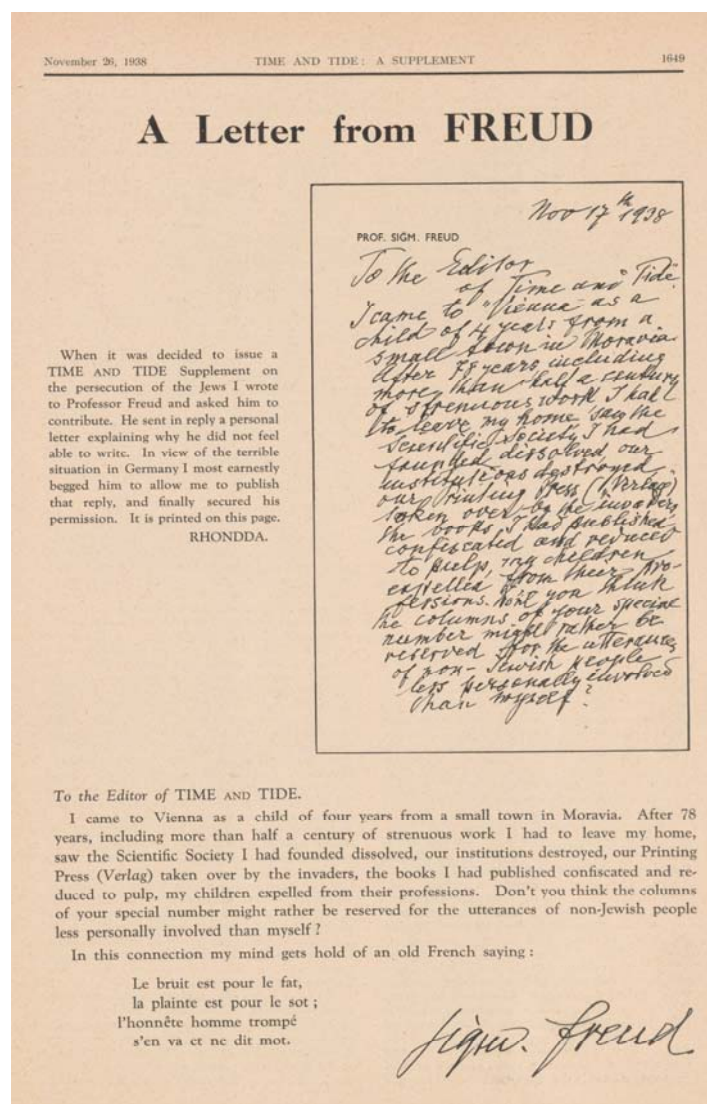 November 26, 1938
TIME AND TIDE: A SUPPLEMENT
1649
A Letter from FREUD
When it was decided to issue a
TIME AND TIDE Supplement on
the persecution of the Jews I wrote
to Professor Freud and asked him to
contribute. He sent in reply a personal
letter explaining why he did not feel
able to write. In view of the terrible
situation in Germany I most earnestly
begged him to allow me to publish
that reply, and finally secured his
permission. It is printed on this page.
RHONDDA.
Nov 17th 1938
PROF. SIGM. FREUD
To the Editor
of "Time and Tide"
I came to Vienna as a
child of 4 years from a
small town in Moravia.
After 78 years including
more than half a century
of strenuous work I had
to leave my home, saw the
Scientific Society I had
founded, dissolved, our
institutions destroyed,
our Printing Press (Verlag)
taken over by the invaders,
the books I had published
confiscated and reduced
to pulp, my children
expelled from their pro-
fessions. Don't you think
the columns of your special
number might rather be
reserved for the utterances
of non-Jewish people
less personally involved
than myself?
To the Editor of TIME AND TIDE.
I came to Vienna as a child of four years from a small town in Moravia. After 78
years, including more than half a century of strenuous work I had to leave my home,
saw the Scientific Society I had founded dissolved, our institutions destroyed, our Printing
Press (Verlag) taken over by the invaders, the books I had published confiscated and re-
duced to pulp, my children expelled from their professions. Don't you think the columns
of your special number might rather be reserved for the utterances of non-Jewish people
less personally involved than myself?
In this connection my mind gets hold of an old French saying:
Le bruit est pour le fat,
la plainte est pour le sot;
l'honnête homme trompé
s'en va et ne dit mot.
Sigm. Freud